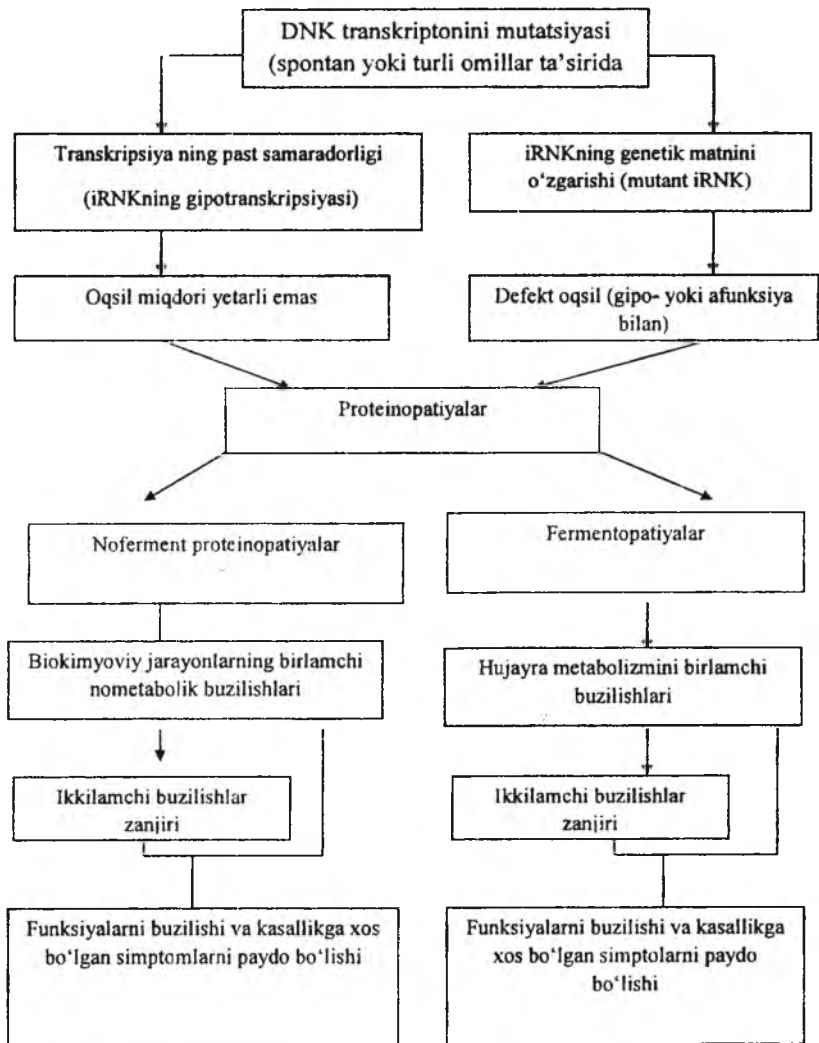 DNK transkriptonini mutatsiyasi
(spontan yoki turli omillar ta’sirida
Transkripsiya ning past samaradorligi
(iRNKning gipotranskripsiyasi)
iRNKning genetik matnini
o‘zgarishi (mutant iRNK)
Oqsil miqdori yetarli emas
Defekt oqsil (gipo- yoki afunksiya
bilan)
Proteinopatiyalar
Noferment proteinopatiyalar
Fermentopatiyalar
Biokimyoviy jarayonlarning birlamchi
nometabolik buzilishlari
Hujayra metabolizmini birlamchi
buzilishlari
Ikkilamchi buzilishlar
zanjiri
Ikkilamchi buzilishlar
zanjiri
Funksiyalarni buzilishi va kasallikga xos
bo‘lgan simptomlarni paydo bo‘lishi
Funksiyalarni buzilishi va kasallikga
xos bo‘lgan simptolarni paydo
bo‘lishi